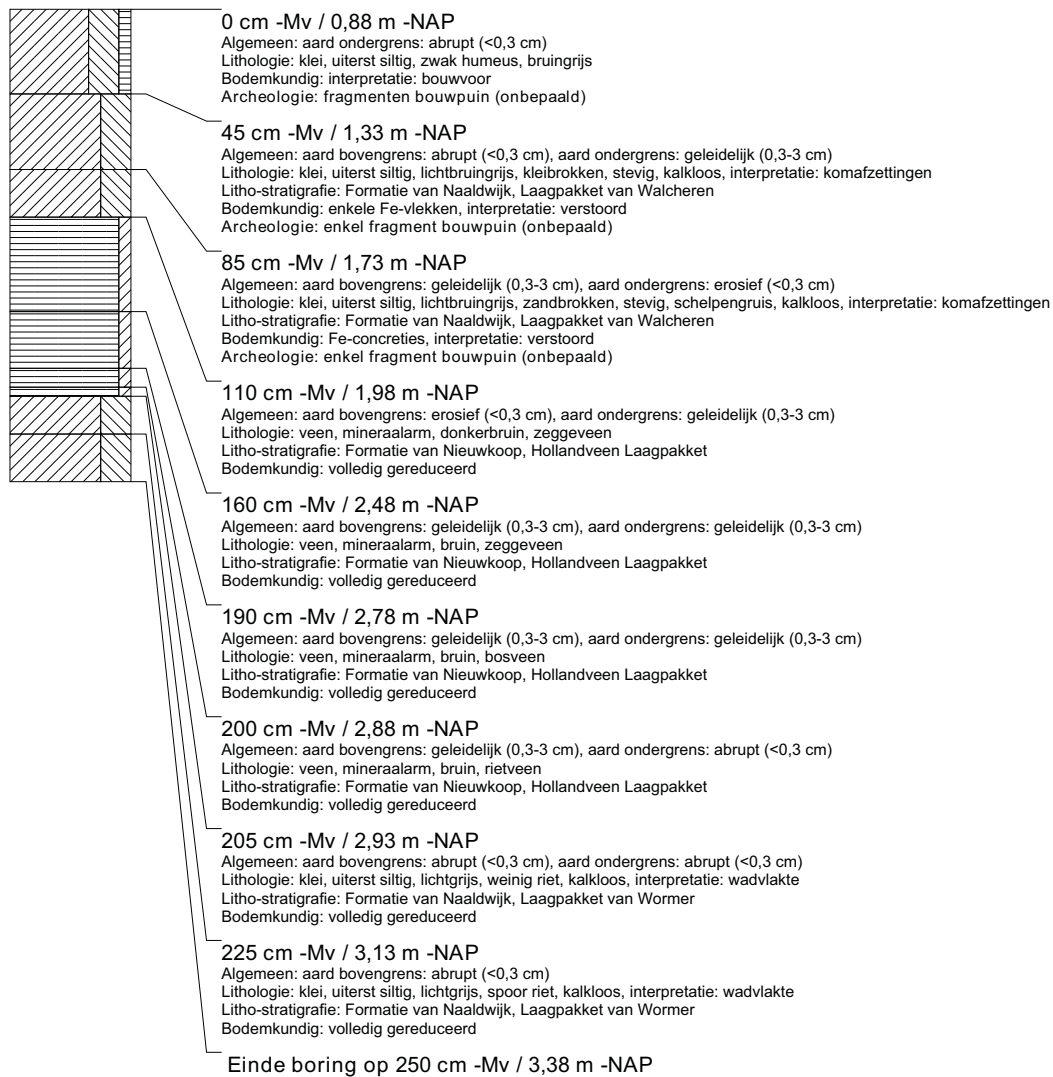 0 cm -Mv / 0,88 m -NAP
Algemeen: aard ondergrens: abrupt (<0,3 cm)
Lithologie: klei, uiterst siltig, zwak humeus, bruingrijs
Bodemkundig: interpretatie: bouwvoor
Archeologie: fragmenten bouwpuin (onbepaald)
45 cm -Mv / 1,33 m -NAP
Algemeen: aard bovengrens: abrupt (<0,3 cm), aard ondergrens: geleidelijk (0,3-3 cm)
Lithologie: klei, uiterst siltig, lichtbruingrijs, kleibrokken, stevig, kalkloos, interpretatie: komafzettingen
Litho-stratigrafie: Formatie van Naaldwijk, Laagpakket van Walcheren
Bodemkundig: enkele Fe-vlekken, interpretatie: verstoord
Archeologie: enkel fragment bouwpuin (onbepaald)
85 cm -Mv / 1,73 m -NAP
Algemeen: aard bovengrens: geleidelijk (0,3-3 cm), aard ondergrens: erosief (<0,3 cm)
Lithologie: klei, uiterst siltig, lichtbruingrijs, zandbrokken, stevig, schelpengruis, kalkloos, interpretatie: komafzettingen
Litho-stratigrafie: Formatie van Naaldwijk, Laagpakket van Walcheren
Bodemkundig: Fe-concreties, interpretatie: verstoord
Archeologie: enkel fragment bouwpuin (onbepaald)
110 cm -Mv / 1,98 m -NAP
Algemeen: aard bovengrens: erosief (<0,3 cm), aard ondergrens: geleidelijk (0,3-3 cm)
Lithologie: veen, mineraalarm, donkerbruin, zeggeveen
Litho-stratigrafie: Formatie van Nieuwkoop, Hollandveen Laagpakket
Bodemkundig: volledig gereduceerd
160 cm -Mv / 2,48 m -NAP
Algemeen: aard bovengrens: geleidelijk (0,3-3 cm), aard ondergrens: geleidelijk (0,3-3 cm)
Lithologie: veen, mineraalarm, bruin, zeggeveen
Litho-stratigrafie: Formatie van Nieuwkoop, Hollandveen Laagpakket
Bodemkundig: volledig gereduceerd
190 cm -Mv / 2,78 m -NAP
Algemeen: aard bovengrens: geleidelijk (0,3-3 cm), aard ondergrens: geleidelijk (0,3-3 cm)
Lithologie: veen, mineraalarm, bruin, bosveen
Litho-stratigrafie: Formatie van Nieuwkoop, Hollandveen Laagpakket
Bodemkundig: volledig gereduceerd
200 cm -Mv / 2,88 m -NAP
Algemeen: aard bovengrens: geleidelijk (0,3-3 cm), aard ondergrens: abrupt (<0,3 cm)
Lithologie: veen, mineraalarm, bruin, rietveen
Litho-stratigrafie: Formatie van Nieuwkoop, Hollandveen Laagpakket
Bodemkundig: volledig gereduceerd
205 cm -Mv / 2,93 m -NAP
Algemeen: aard bovengrens: abrupt (<0,3 cm), aard ondergrens: abrupt (<0,3 cm)
Lithologie: klei, uiterst siltig, lichtgrijs, weinig riet, kalkloos, interpretatie: wadvlakte
Litho-stratigrafie: Formatie van Naaldwijk, Laagpakket van Wormer
Bodemkundig: volledig gereduceerd
225 cm -Mv / 3,13 m -NAP
Algemeen: aard bovengrens: abrupt (<0,3 cm)
Lithologie: klei, uiterst siltig, lichtgrijs, spoor riet, kalkloos, interpretatie: wadvlakte
Litho-stratigrafie: Formatie van Naaldwijk, Laagpakket van Wormer
Bodemkundig: volledig gereduceerd
Einde boring op 250 cm -Mv / 3,38 m -NAP